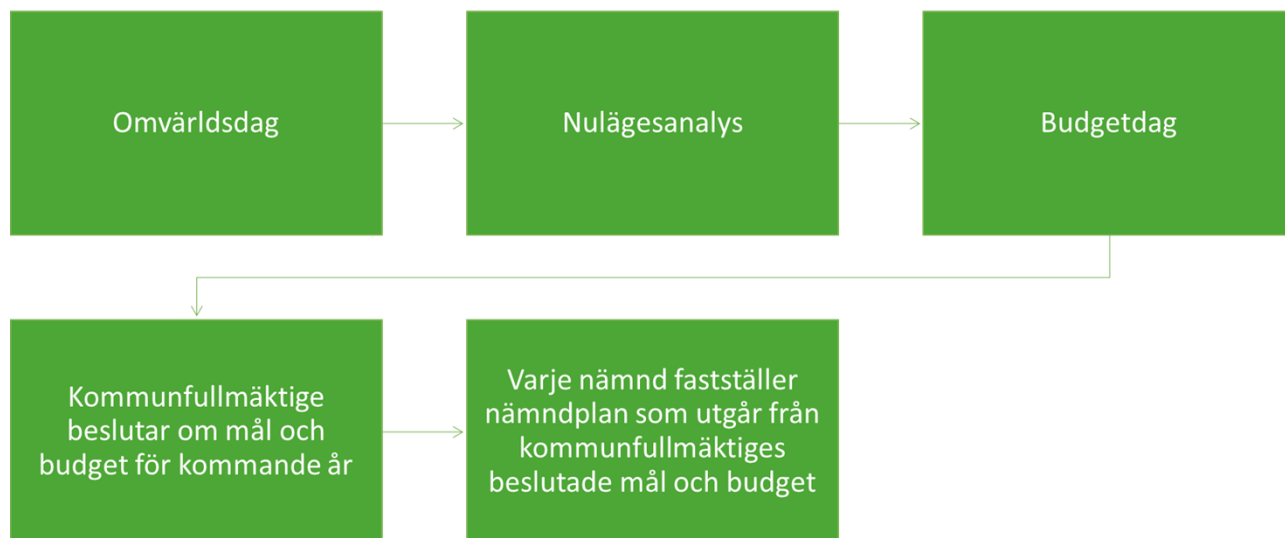 Omvärldsdag
Nulägesanalys
Budgetdag
Kommunfullmäktige
beslutar om mål och
budget för kommande år
Varje nämnd fastställer
nämndplan som utgår från
kommunfullmäktiges
beslutade mål och budget